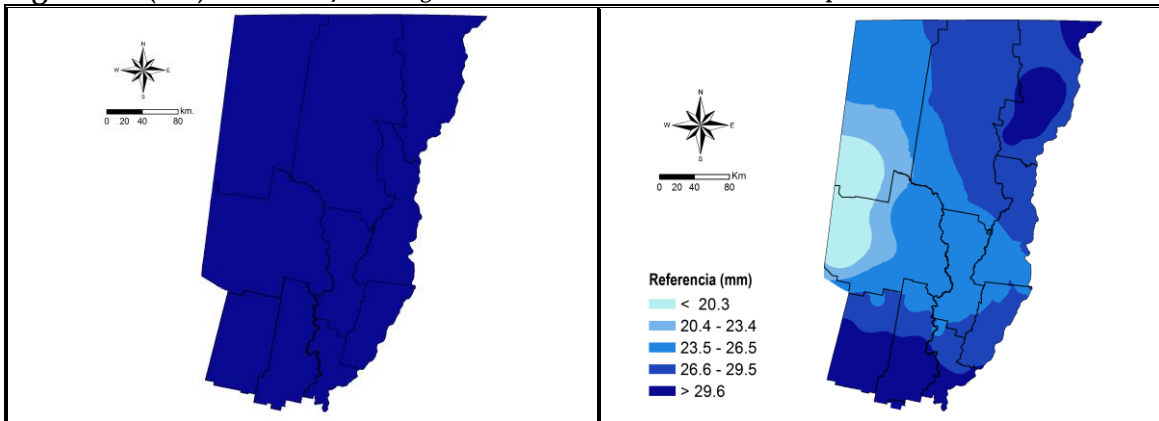 N
W E
S
km.
0 20 40 80
N
W E
S
0 20 40 80 Km
Referencia (mm)
< 20.3
20.4 - 23.4
23.5 - 26.5
26.6 - 29.5
> 29.6